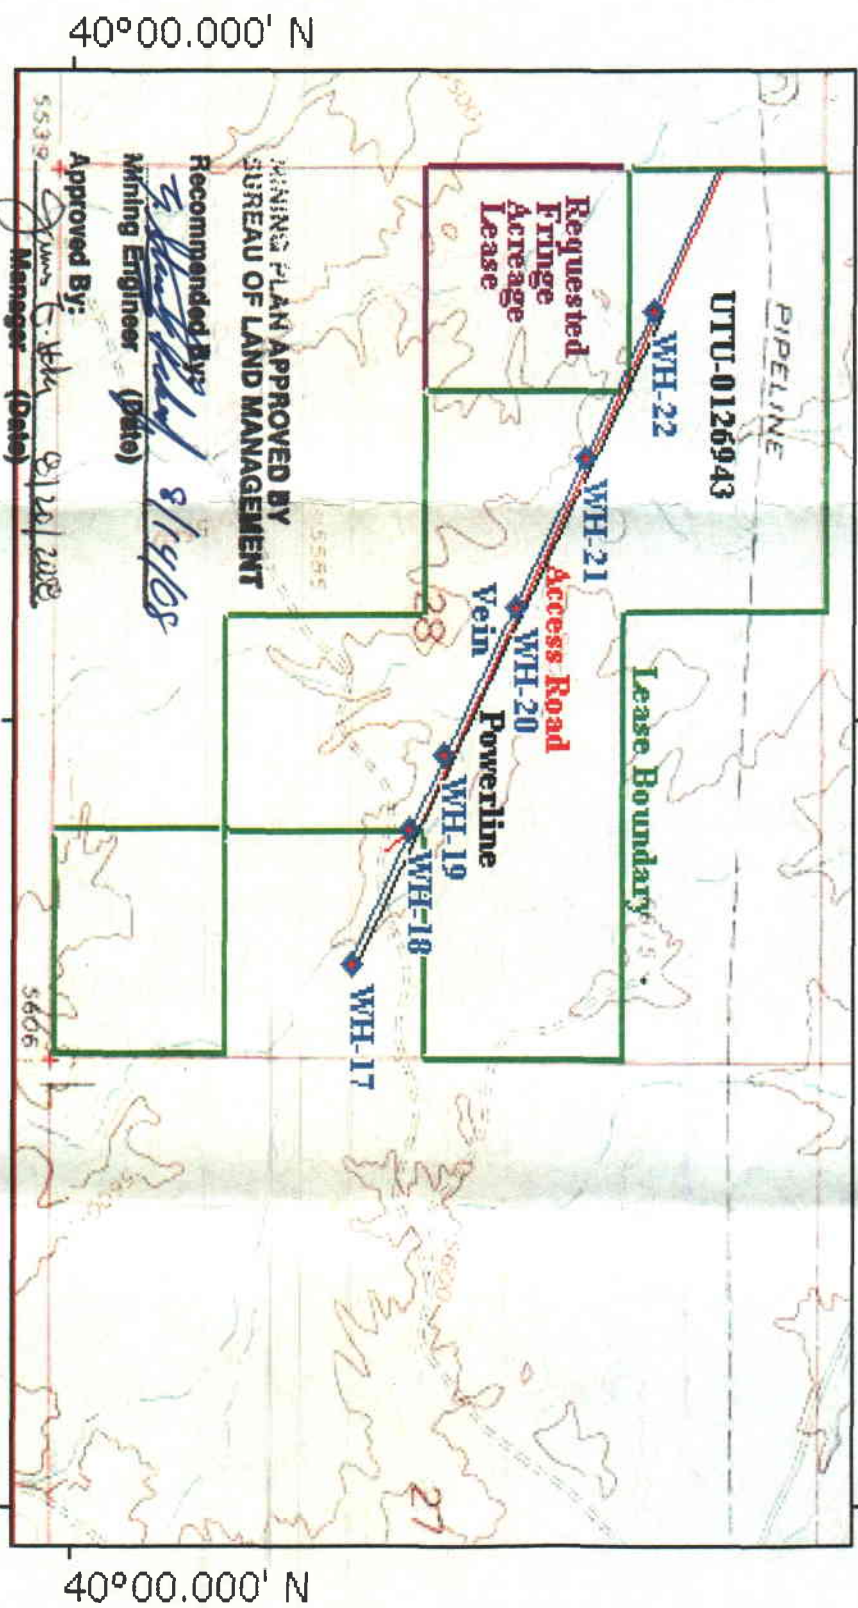 40°00.000' N
PIPELINE
UTU-0126943
WH-22
WH-21
Access Road
WH-20
Vein
Powerline
WH-19
WH-18
WH-17
Lease Boundary
Requested
Fringe
Acreage
Lease
28
5585
MINING PLAN APPROVED BY
BUREAU OF LAND MANAGEMENT
Recommended By:
8/14/08
Mining Engineer (Date)
Approved By:
Manager (Date)
5539
5606
27
40°00.000' N